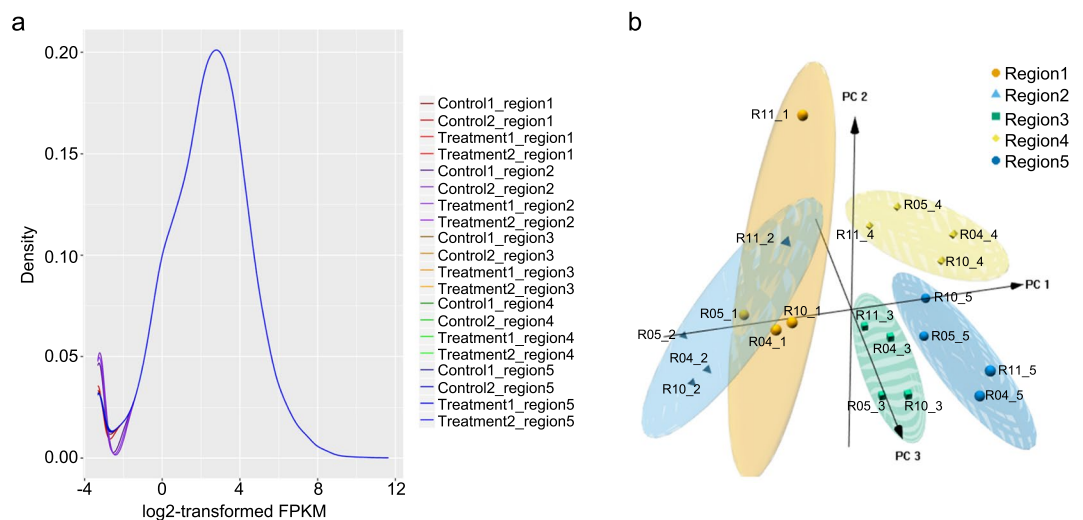 a
0.20
0.15
0.10
0.05
0.00
Density
-4
0
4
8
12
log2-transformed FPKM
Control1_region1
Control2_region1
Treatment1_region1
Treatment2_region1
Control1_region2
Control2_region2
Treatment1_region2
Treatment2_region2
Control1_region3
Control2_region3
Treatment1_region3
Treatment2_region3
Control1_region4
Control2_region4
Treatment1_region4
Treatment2_region4
Control1_region5
Control2_region5
Treatment1_region5
Treatment2_region5
b
Region1
Region2
Region3
Region4
Region5
PC 2
R11_1
R05_4
R11_4
R04_4
R10_4
R11_2
PC 1
R10_5
R05_1
R10_1
R11_3
R05_2
R04_1
R04_3
R05_5
R04_2
R10_2
R11_5
R04_5
R05_3
R10_3
PC 3